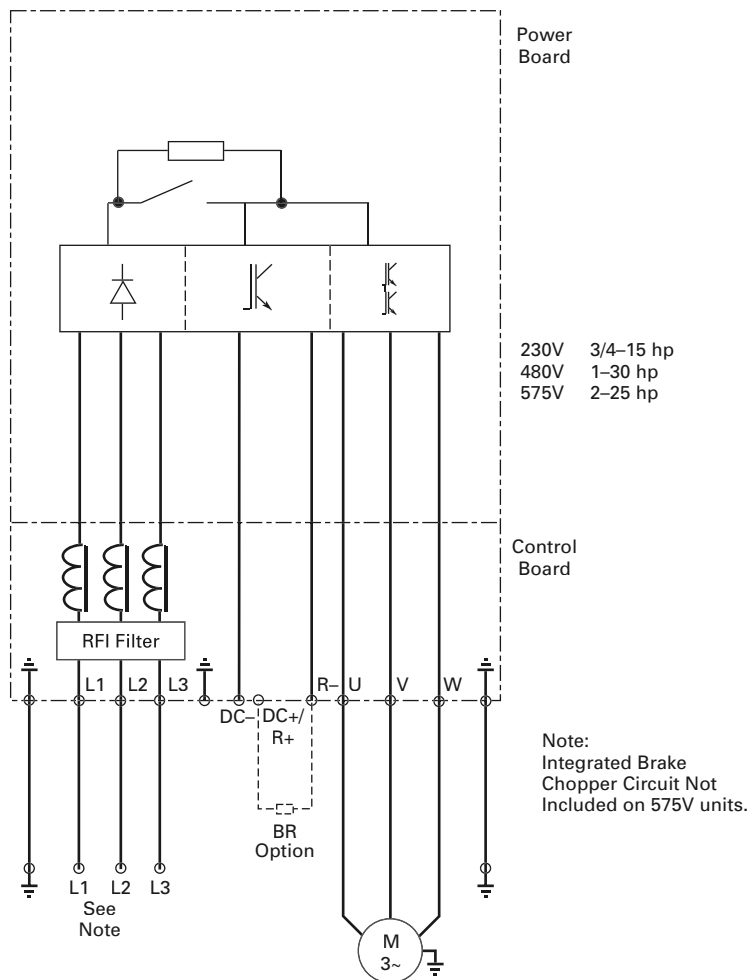 Power
Board
230V 3/4–15 hp
480V 1–30 hp
575V 2–25 hp
Control
Board
RFI Filter
L1 L2 L3 R– U V W
DC– DC+/
R+
Note:
Integrated Brake
Chopper Circuit Not
Included on 575V units.
BR
Option
L1 L2 L3
See
Note
M
3~